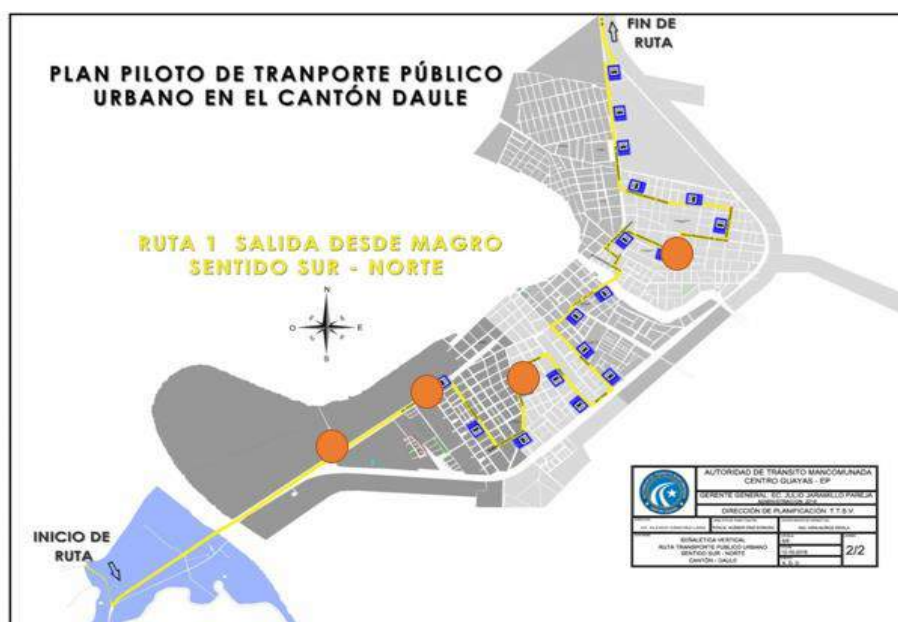 FIN DE
RUTA
PLAN PILOTO DE TRANPORTE PÚBLICO
URBANO EN EL CANTÓN DAULE
RUTA 1 SALIDA DESDE MAGRO
SENTIDO SUR - NORTE
N
O E
S
INICIO DE
RUTA
AUTORIDAD DE TRÁNSITO MANCOMUNADA
CENTRO GUAYAS - EP
GERENTE GENERAL: EC. JULIO JARAMILLO PAREJA
DIRECCIÓN DE PLANIFICACIÓN T.T.S.V.
SEÑALETICA VERTICAL
RUTA TRANSPORTE PUBLICO URBANO
SENTIDO SUR - NORTE
CANTÓN - DAULE
2/2